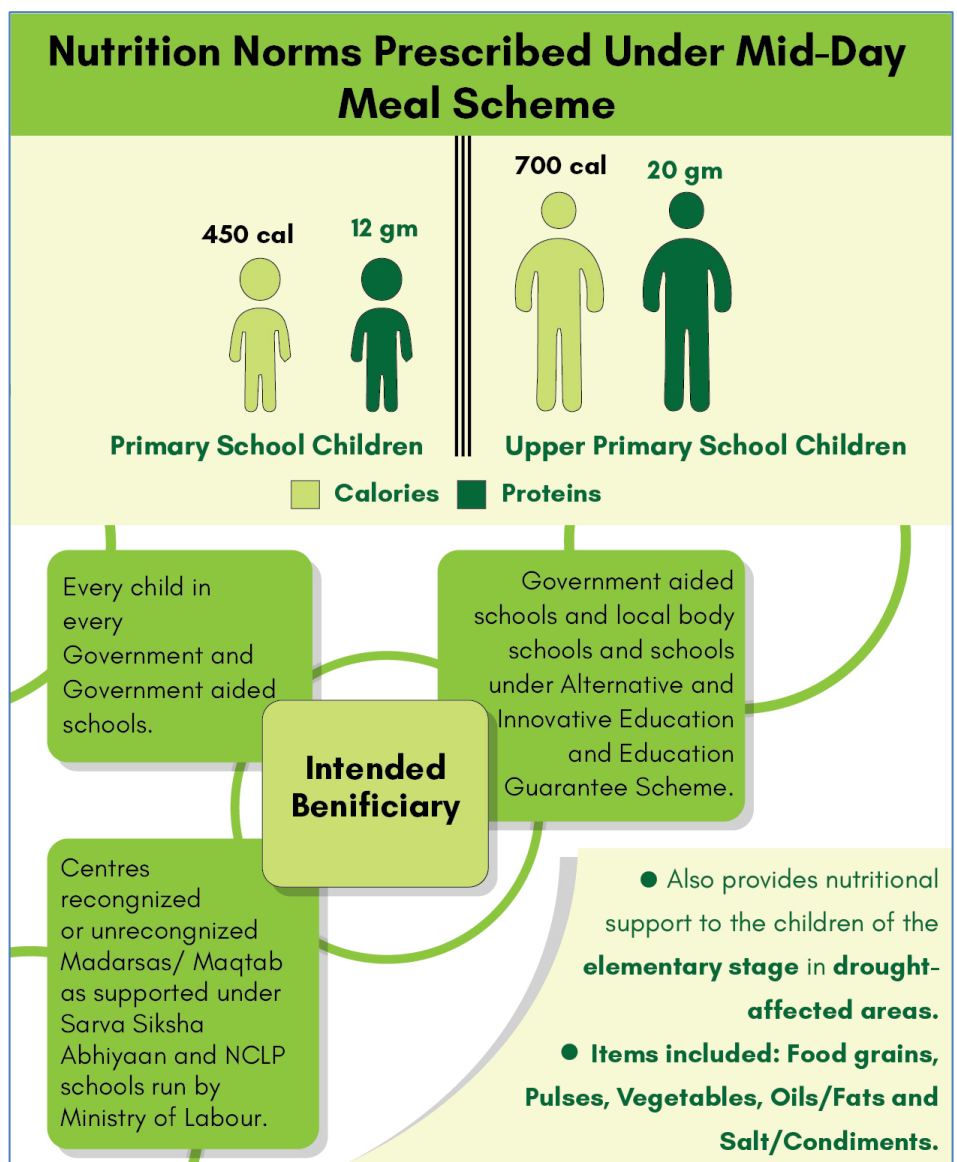 Nutrition Norms Prescribed Under Mid-Day
Meal Scheme
450 cal
12 gm
700 cal
20 gm
Primary School Children
Upper Primary School Children
Calories
Proteins
Every child in
every
Government and
Government aided
schools.
Government aided
schools and local body
schools and schools
under Alternative and
Innovative Education
and Education
Guarantee Scheme.
Intended
Benificiary
Centres
recongnized
or unrecongnized
Madarsas/ Maqtab
as supported under
Sarva Siksha
Abhiyaan and NCLP
schools run by
Ministry of Labour.
● Also provides nutritional
support to the children of the
elementary stage in drought-
affected areas.
● Items included: Food grains,
Pulses, Vegetables, Oils/Fats and
Salt/Condiments.